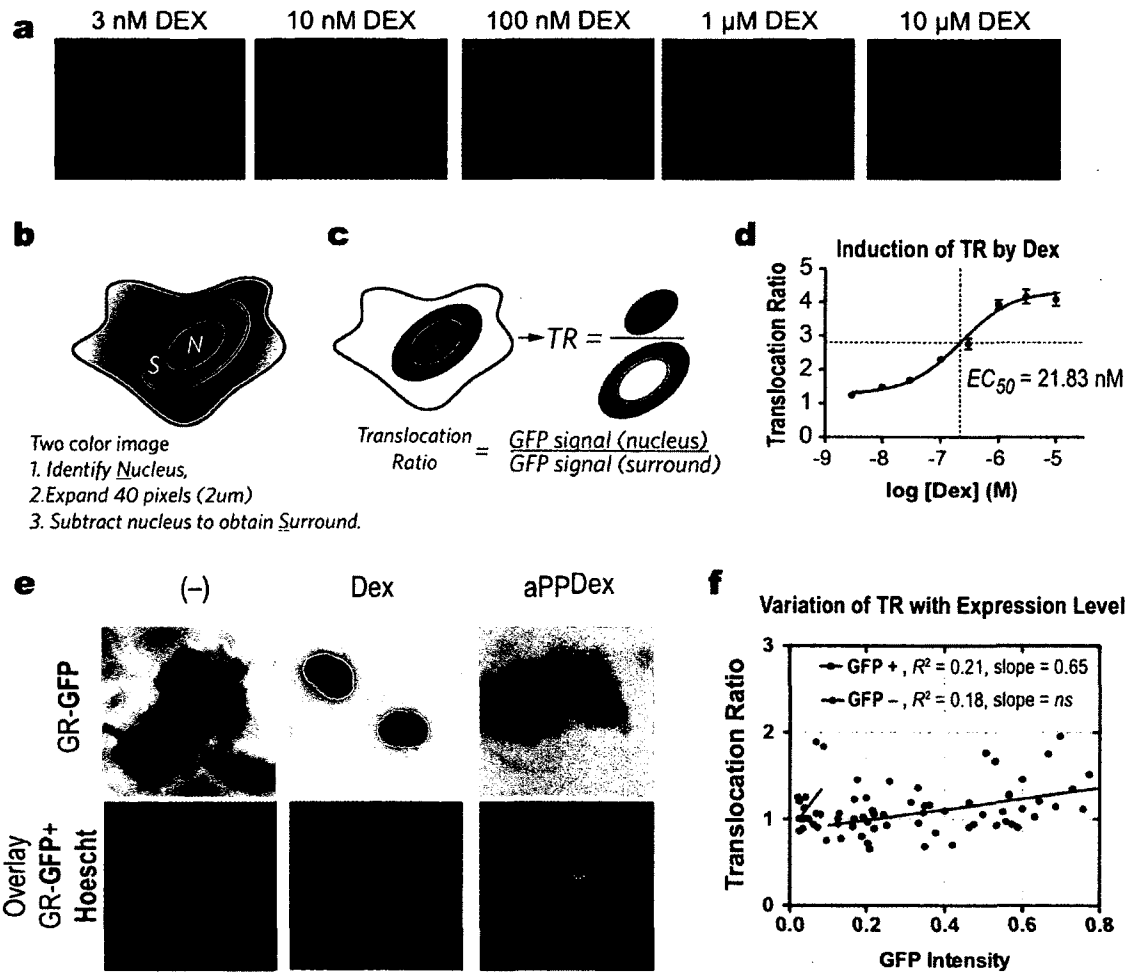 a
3 nM DEX
10 nM DEX
100 nM DEX
1 µM DEX
10 µM DEX
b
N
S
Two color image
1. Identify Nucleus,
2.Expand 40 pixels (2um)
3. Subtract nucleus to obtain Surround.
c
TR =
Translocation Ratio = GFP signal (nucleus)
GFP signal (surround)
d
Induction of TR by Dex
Translocation Ratio
5
4
3
2
1
0
EC50 = 21.83 nM
-9 -8 -7 -6 -5
log [Dex] (M)
e
(–)
Dex
aPPDex
GR-GFP
Overlay
GR-GFP+
Hoescht
f
Variation of TR with Expression Level
Translocation Ratio
3
2
1
0
GFP + , R² = 0.21, slope = 0.65
GFP – , R² = 0.18, slope = ns
0.0 0.2 0.4 0.6 0.8
GFP Intensity